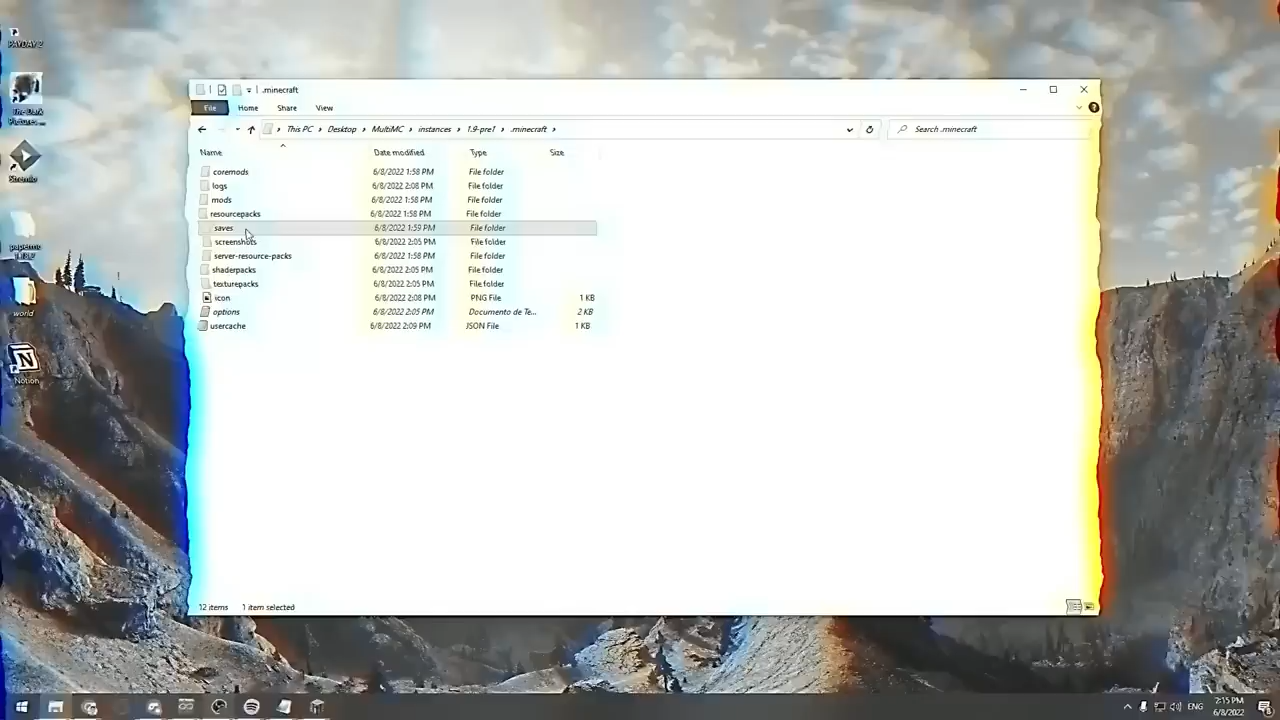 PAYDAY 2
The Dark
Pictures ...
Stremio
world
Notion
.minecraft
File Home Share View
This PC > Desktop > MultiMC > instances > 1.9-pre1 > .minecraft >
Search .minecraft
Name Date modified Type Size
coremods 6/8/2022 1:58 PM File folder
logs 6/8/2022 2:08 PM File folder
mods 6/8/2022 1:58 PM File folder
resourcepacks 6/8/2022 1:58 PM File folder
saves 6/8/2022 1:59 PM File folder
screenshots 6/8/2022 2:05 PM File folder
server-resource-packs 6/8/2022 1:58 PM File folder
shaderpacks 6/8/2022 2:05 PM File folder
texturepacks 6/8/2022 2:05 PM File folder
icon 6/8/2022 2:08 PM PNG File 1 KB
options 6/8/2022 2:05 PM Documento de Te... 2 KB
usercache 6/8/2022 2:09 PM JSON File 1 KB
12 items 1 item selected
ENG
2:15 PM
6/8/2022